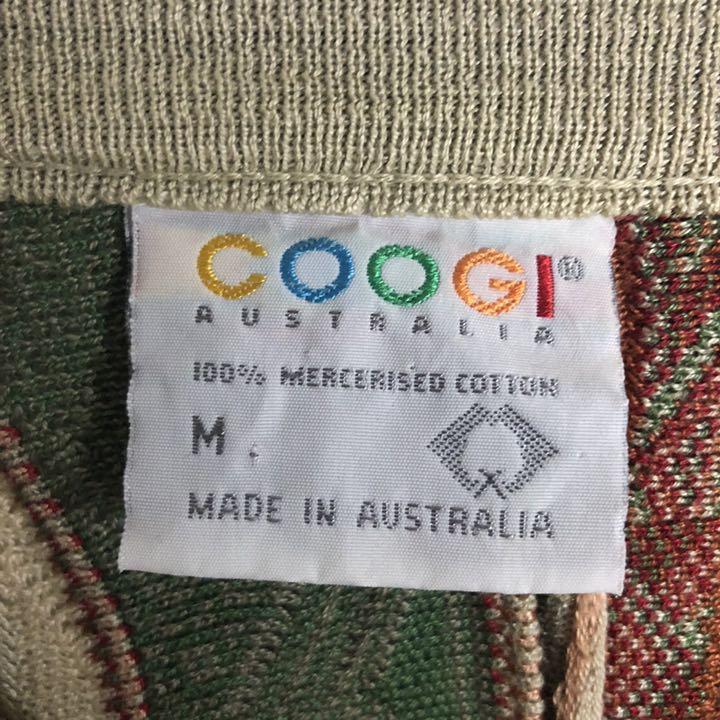 COOGI®
AUSTRALIA
100% MERCERISED COTTON
M
MADE IN AUSTRALIA